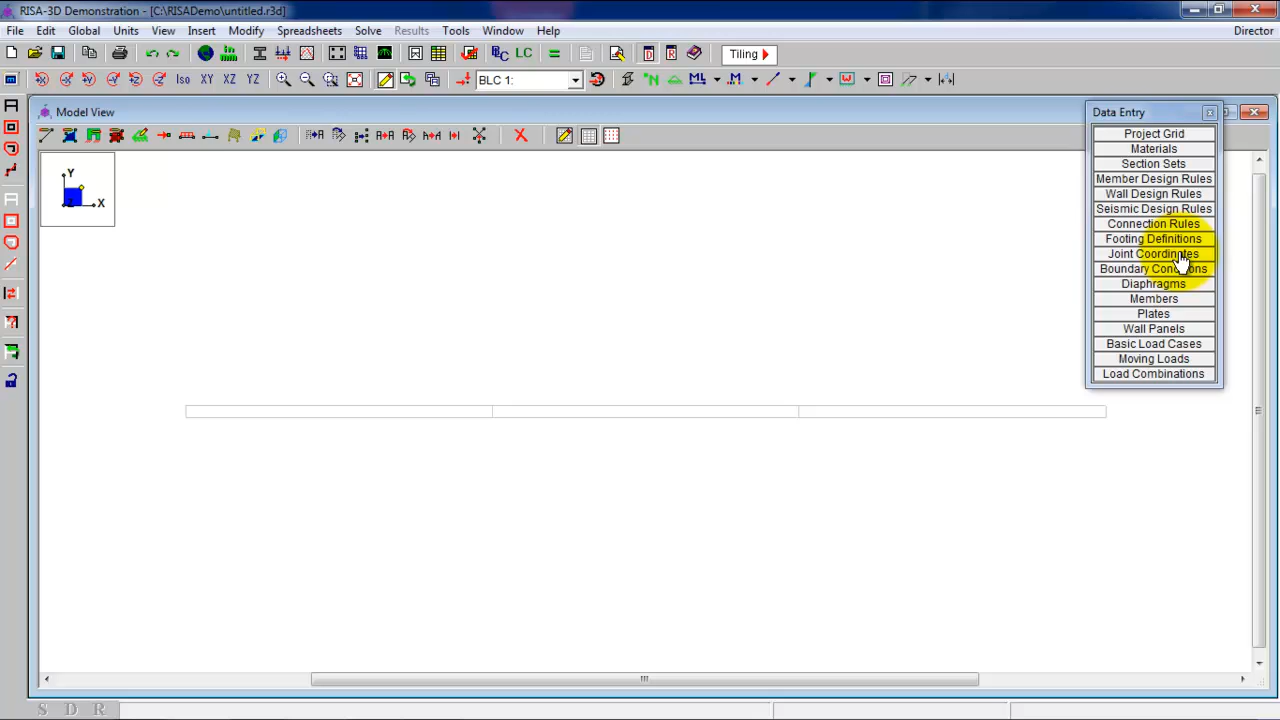 RISA-3D Demonstration - [C:\RISADemo\untitled.r3d]
File Edit Global Units View Insert Modify Spreadsheets Solve Results Tools Window Help Director
LC = D R Tiling
Iso XY XZ YZ BLC 1:
Model View
Data Entry
Project Grid
Materials
Section Sets
Member Design Rules
Wall Design Rules
Seismic Design Rules
Connection Rules
Footing Definitions
Joint Coordinates
Boundary Conditions
Diaphragms
Members
Plates
Wall Panels
Basic Load Cases
Moving Loads
Load Combinations
Y
Z X
S D R